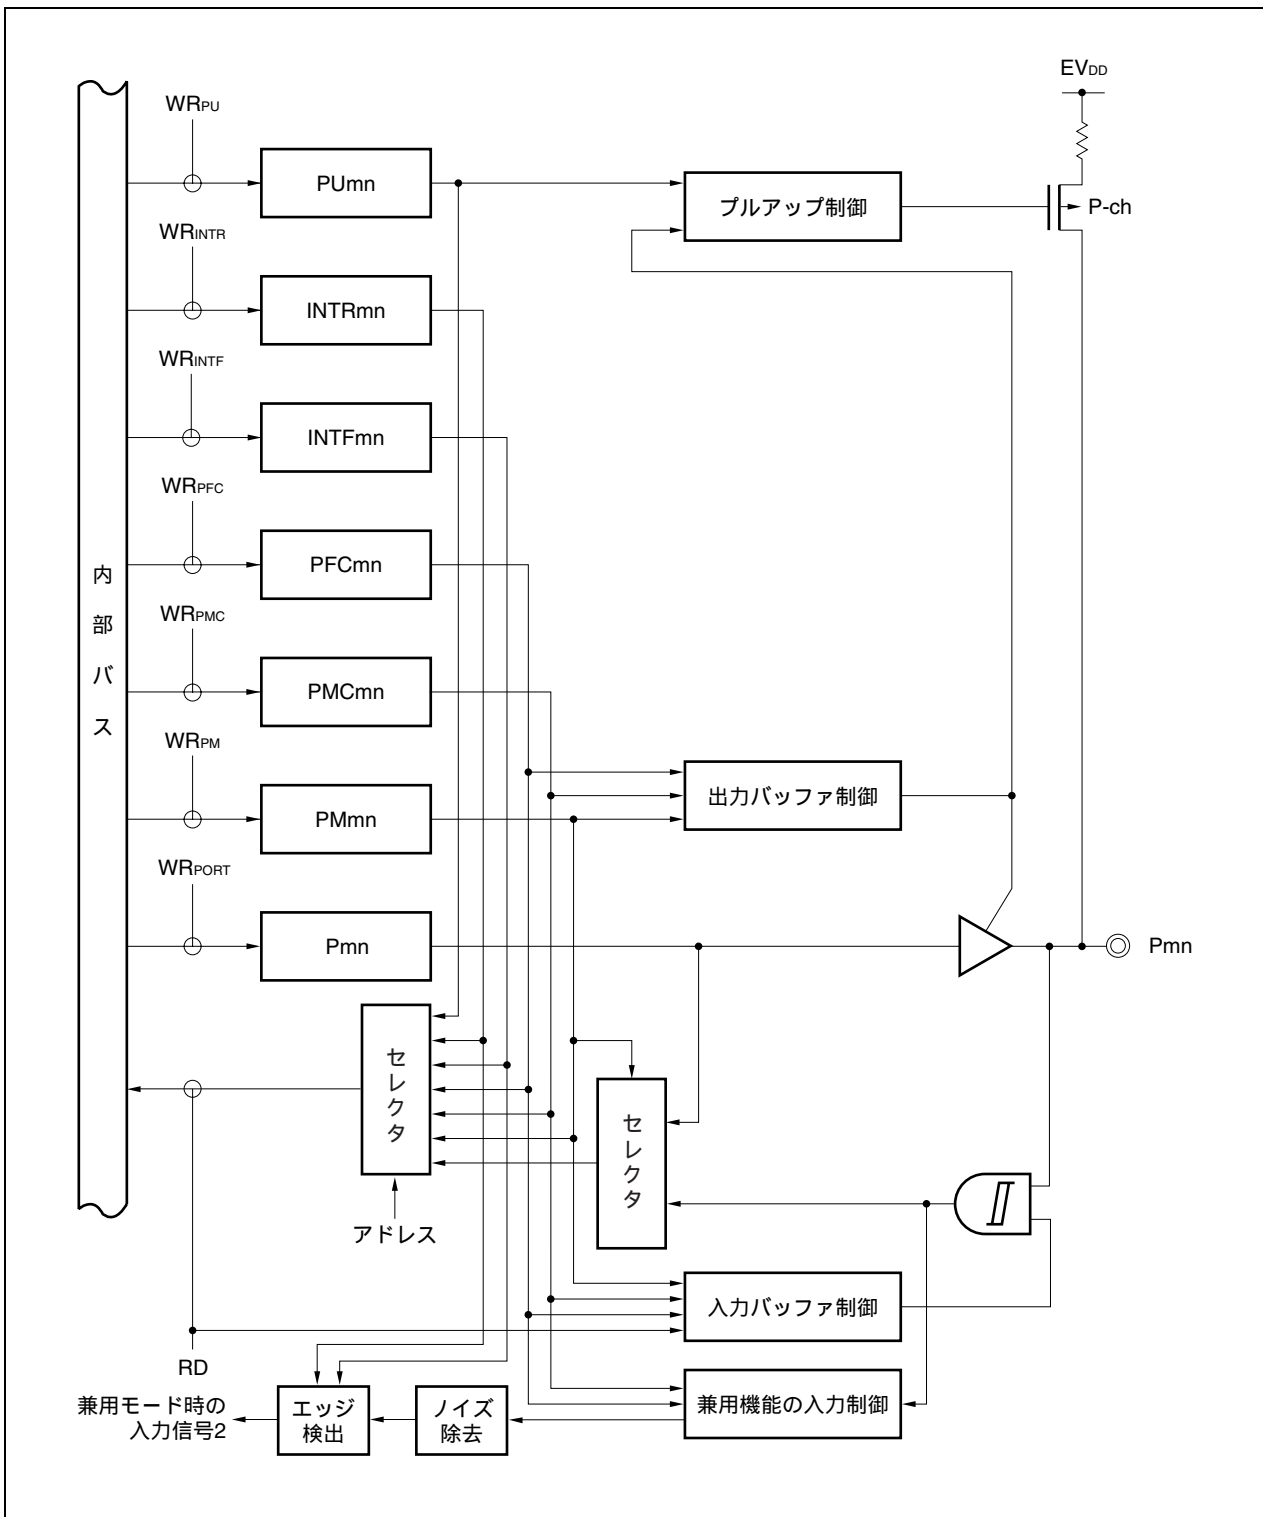 EVDD
WRPU
PUmn
プルアップ制御
P-ch
WRINTR
INTRmn
WRINTF
INTFmn
WRPFC
PFCmn
内部バス
WRPMC
PMCmn
WRPM
PMmn
出力バッファ制御
WRPORT
Pmn
Pmn
セレクタ
セレクタ
アドレス
入力バッファ制御
RD
兼用モード時の
入力信号2
エッジ
検出
ノイズ
除去
兼用機能の入力制御